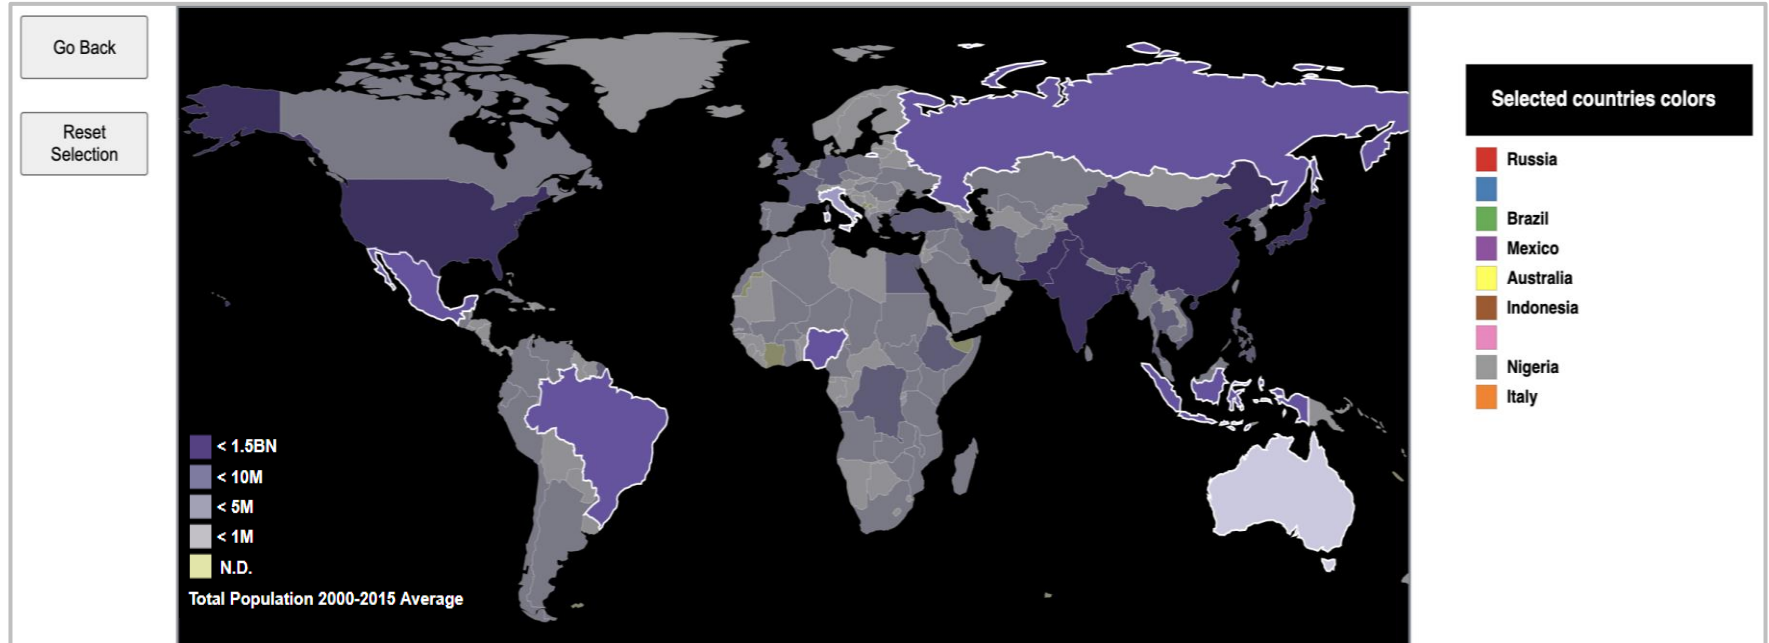 Go Back
Reset
Selection
< 1.5BN
< 10M
< 5M
< 1M
N.D.
Total Population 2000-2015 Average
Selected countries colors
Russia
Brazil
Mexico
Australia
Indonesia
Nigeria
Italy